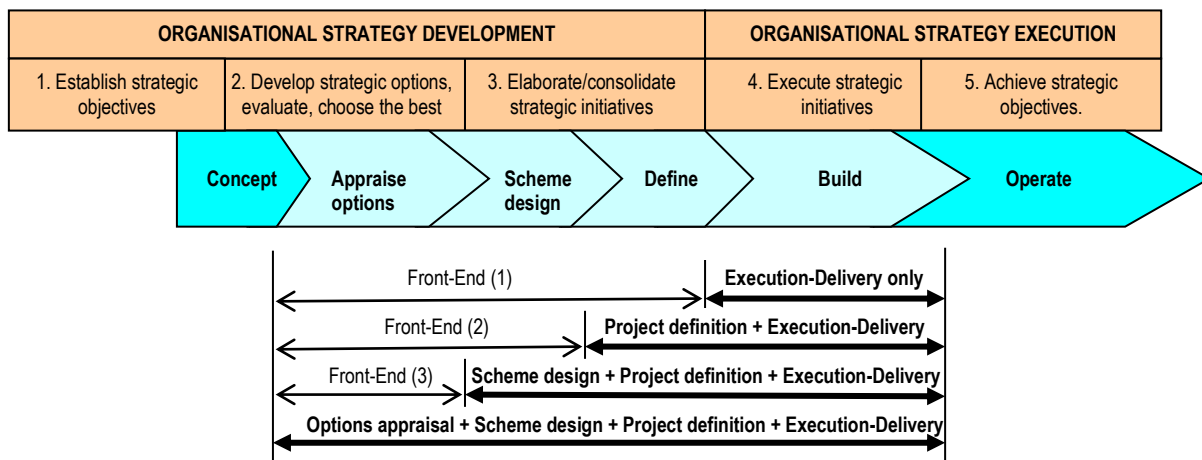 ORGANISATIONAL STRATEGY DEVELOPMENT
ORGANISATIONAL STRATEGY EXECUTION
1. Establish strategic
objectives
2. Develop strategic options,
evaluate, choose the best
3. Elaborate/consolidate
strategic initiatives
4. Execute strategic
initiatives
5. Achieve strategic
objectives.
Concept
Appraise
options
Scheme
design
Define
Build
Operate
Front-End (1)
Execution-Delivery only
Front-End (2)
Project definition + Execution-Delivery
Front-End (3)
Scheme design + Project definition + Execution-Delivery
Options appraisal + Scheme design + Project definition + Execution-Delivery